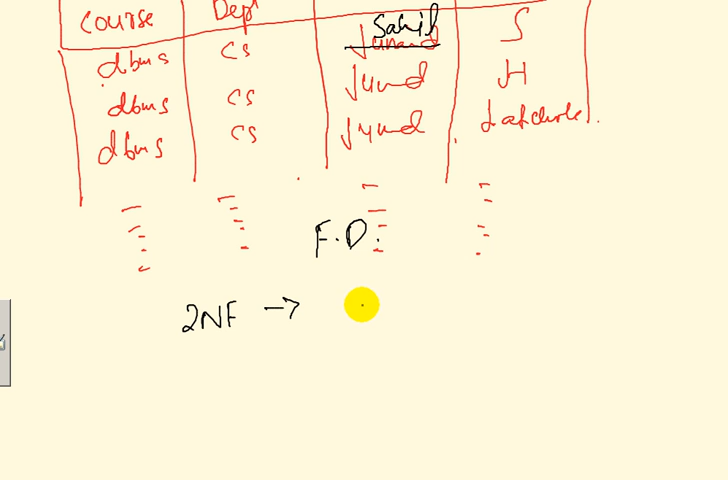 Course Dept
Sahil
dbms CS Junaid S
dbms CS Junaid H
dbms CS Junaid
F.D.
2NF →